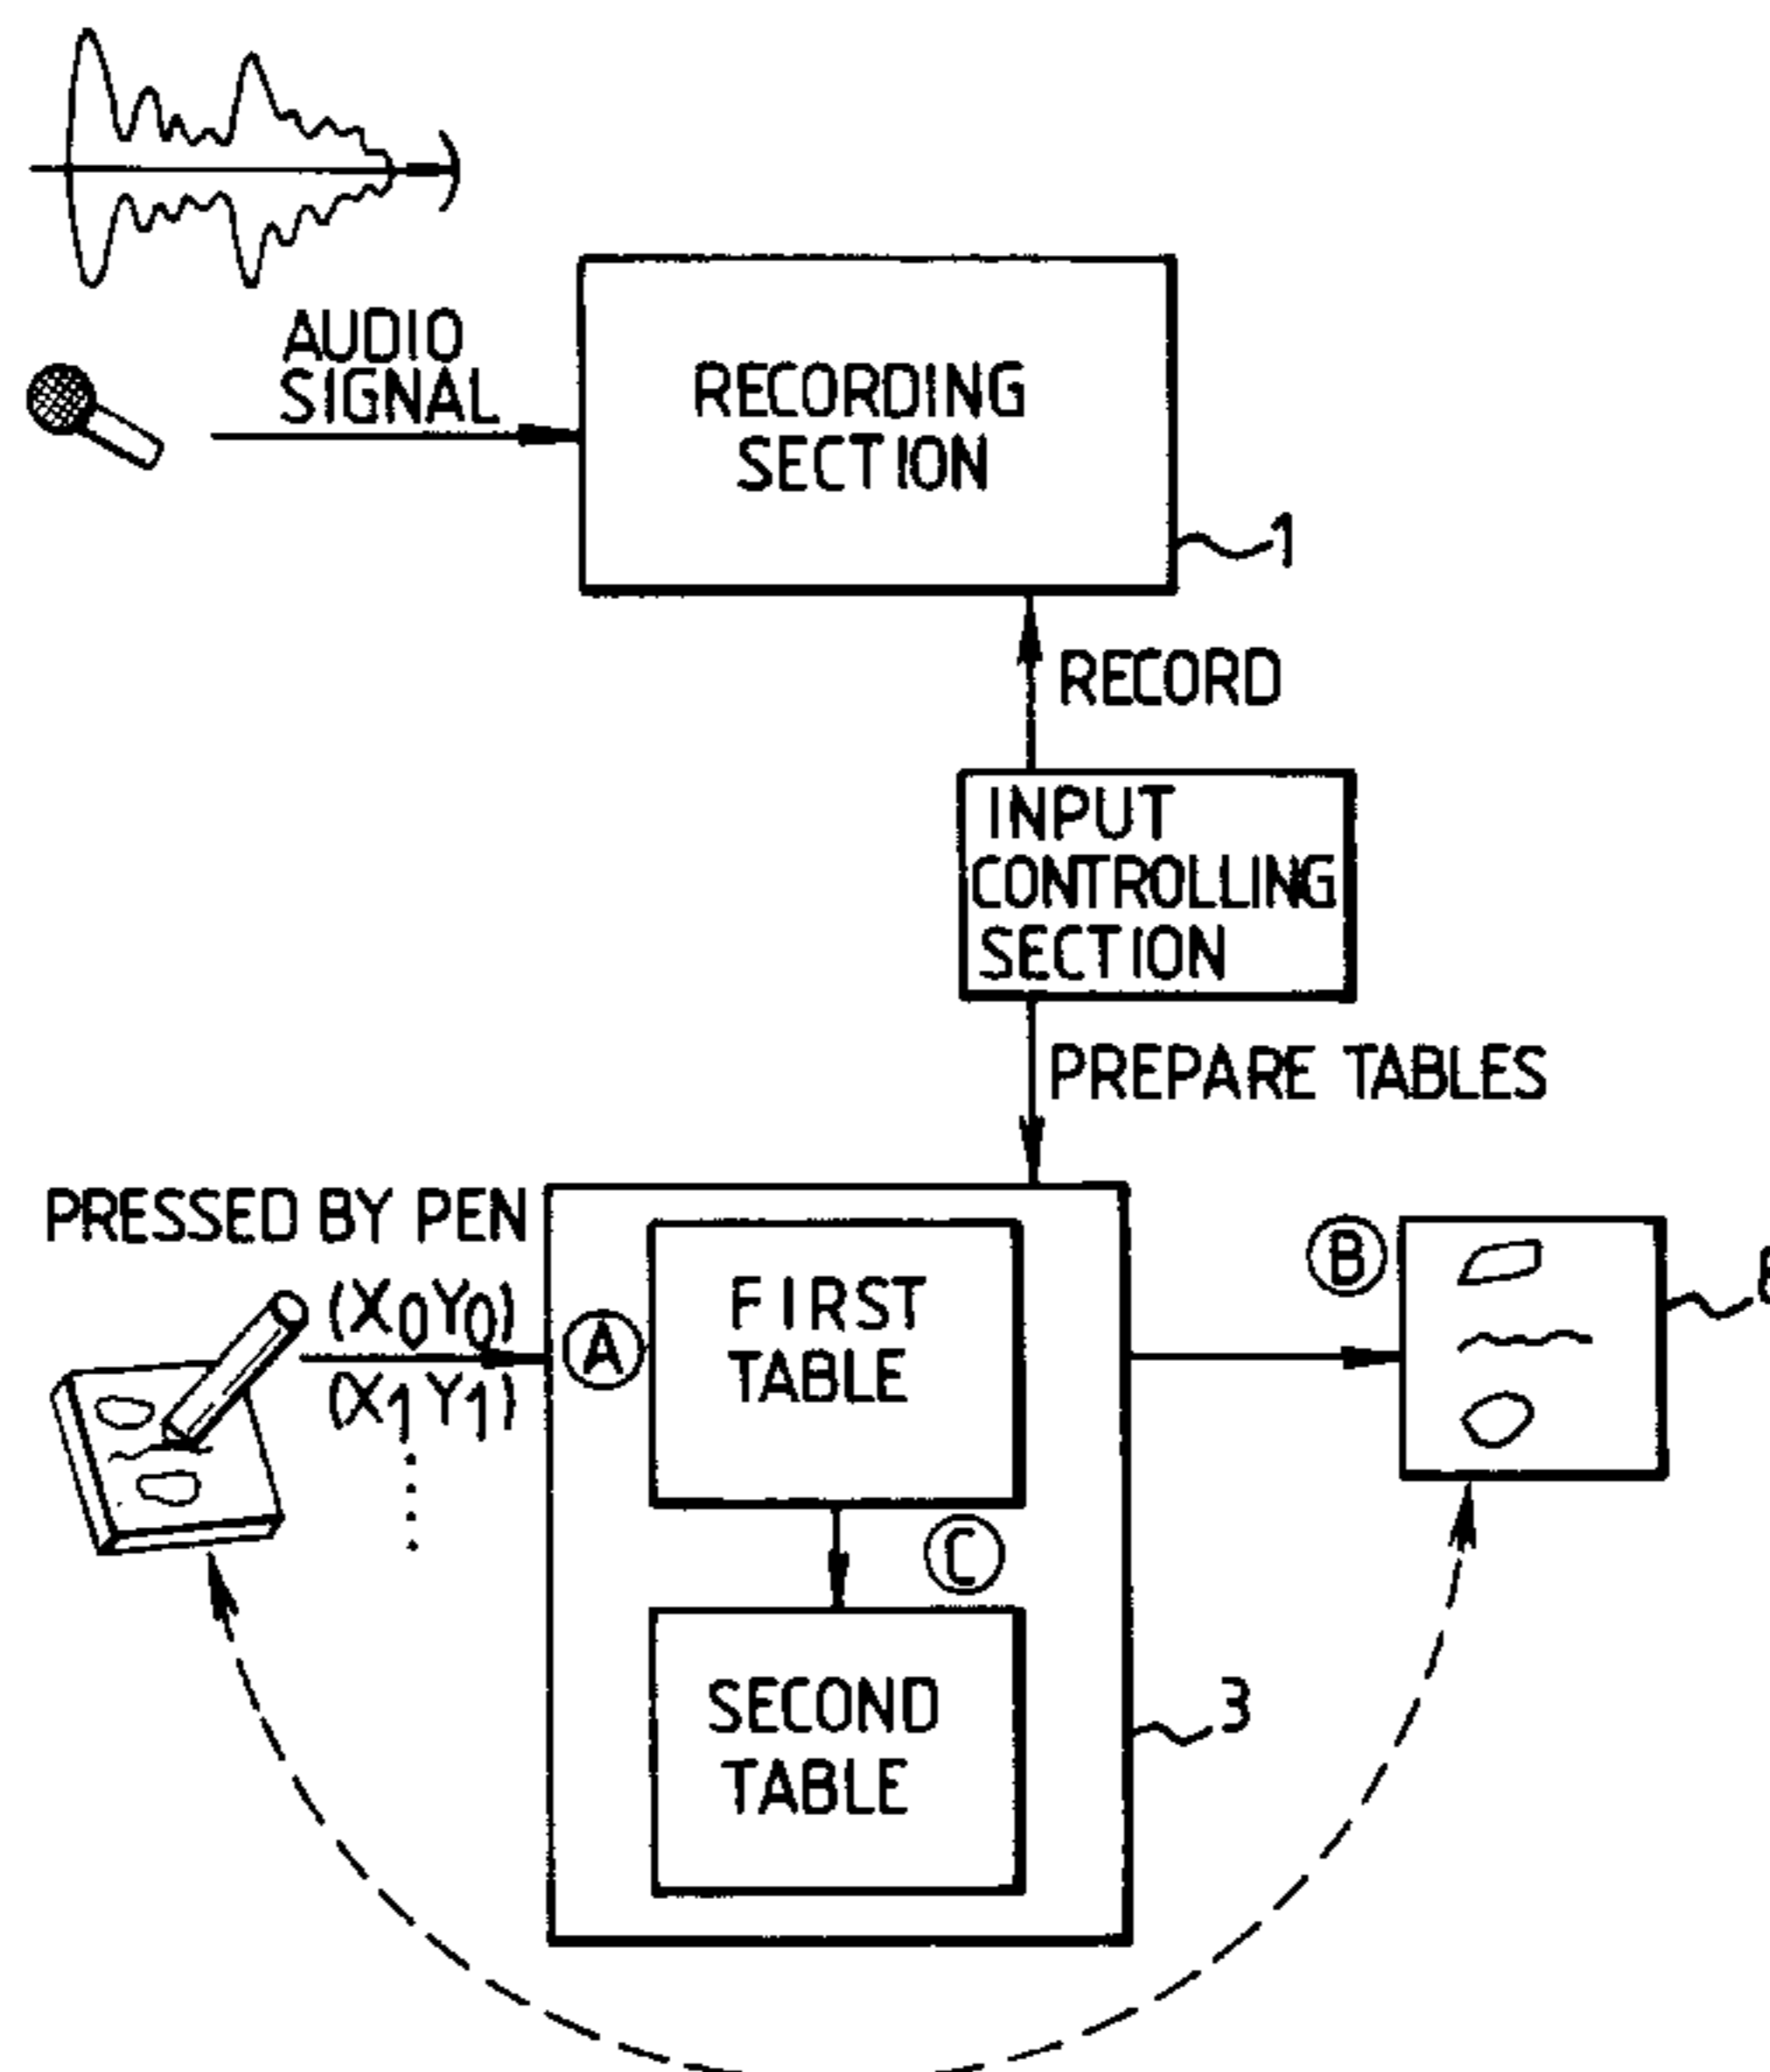 AUDIO
SIGNAL
RECORDING
SECTION
1
RECORD
INPUT
CONTROLLING
SECTION
PREPARE TABLES
PRESSED BY PEN
(X0Y0)
(X1Y1)
A
FIRST
TABLE
B
C
SECOND
TABLE
3